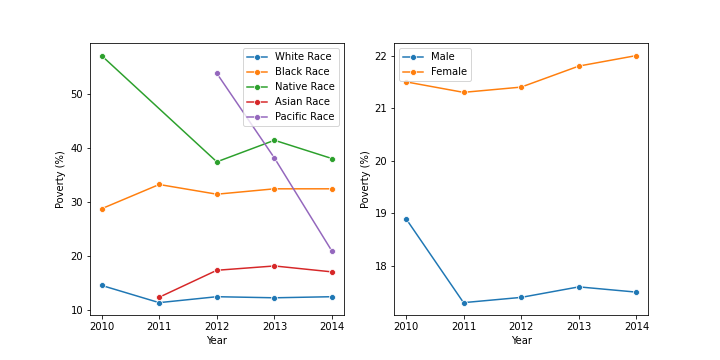 White Race
Black Race
Native Race
Asian Race
Pacific Race
50
40
30
20
10
Poverty (%)
2010 2011 2012 2013 2014
Year
Male
Female
22
21
20
19
18
Poverty (%)
2010 2011 2012 2013 2014
Year